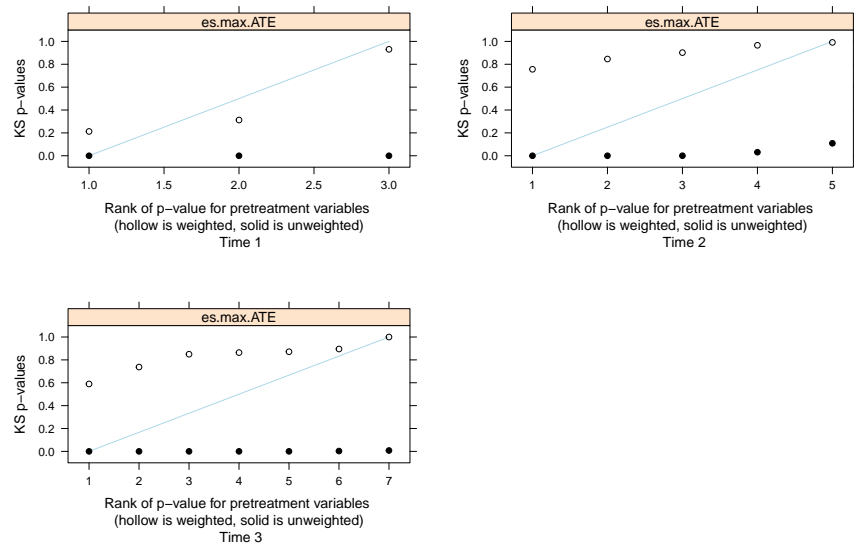 es.max.ATE
KS p−values
1.0
0.8
0.6
0.4
0.2
0.0
1.0 1.5 2.0 2.5 3.0
Rank of p−value for pretreatment variables
(hollow is weighted, solid is unweighted)
Time 1
es.max.ATE
KS p−values
1.0
0.8
0.6
0.4
0.2
0.0
1 2 3 4 5
Rank of p−value for pretreatment variables
(hollow is weighted, solid is unweighted)
Time 2
es.max.ATE
KS p−values
1.0
0.8
0.6
0.4
0.2
0.0
1 2 3 4 5 6 7
Rank of p−value for pretreatment variables
(hollow is weighted, solid is unweighted)
Time 3